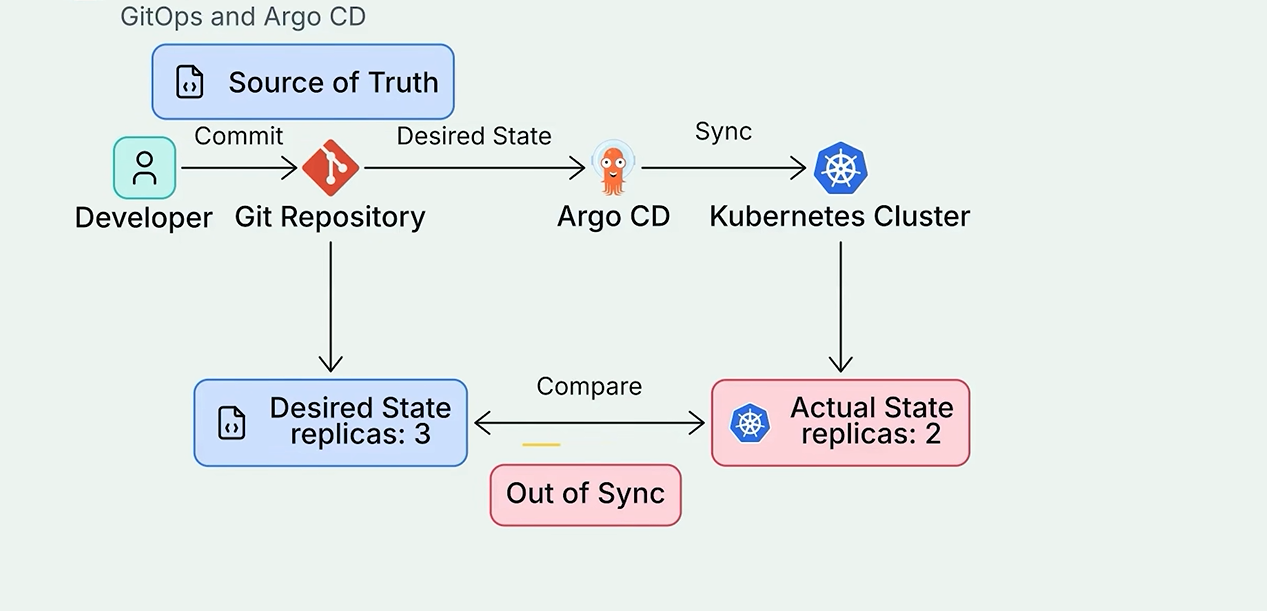 GitOps and Argo CD
Source of Truth
Commit
Desired State
Sync
Developer
Git Repository
Argo CD
Kubernetes Cluster
Compare
Desired State
replicas: 3
Actual State
replicas: 2
Out of Sync